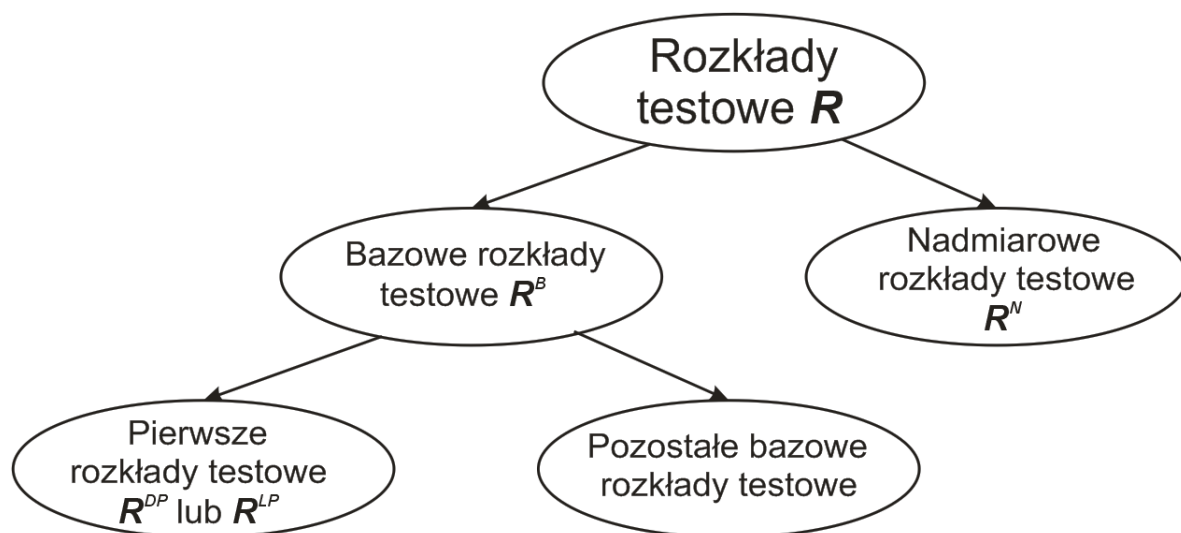 Rozkłady
testowe R
Bazowe rozkłady
testowe R^B
Nadmiarowe
rozkłady testowe
R^N
Pierwsze
rozkłady testowe
R^DP lub R^LP
Pozostałe bazowe
rozkłady testowe